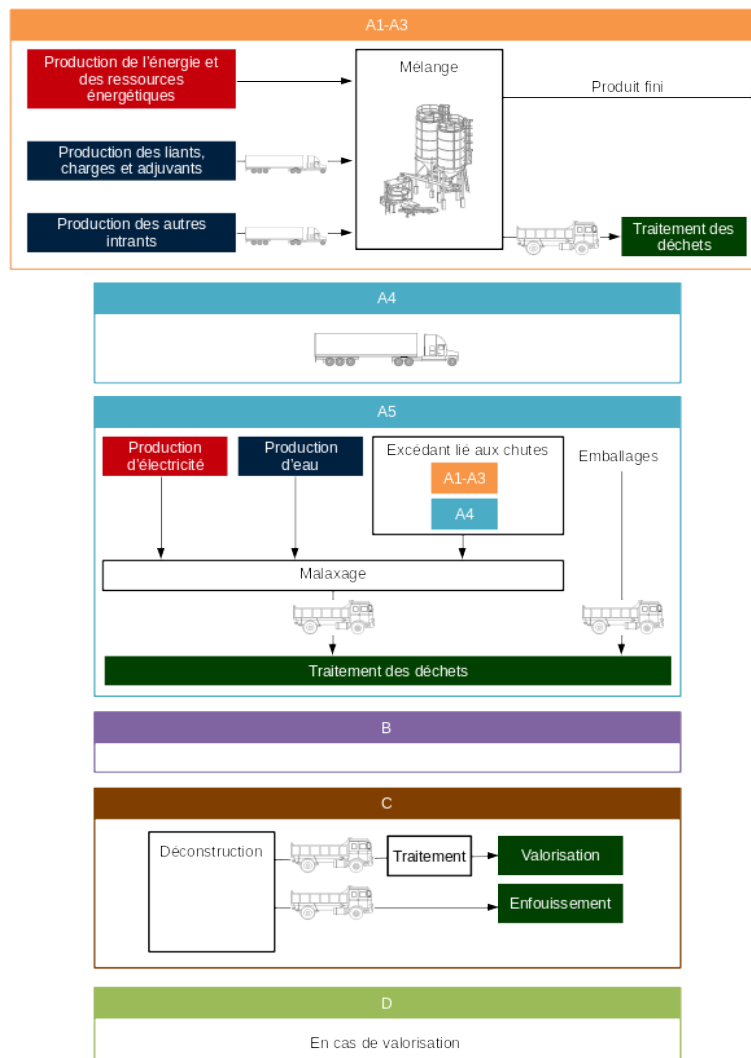 A1-A3
Production de l'énergie et
des ressources
énergétiques
Mélange
Produit fini
Production des liants,
charges et adjuvants
Production des autres
intrants
Traitement des
déchets
A4
A5
Production
d'électricité
Production
d'eau
Excédant lié aux chutes
A1-A3
A4
Emballages
Malaxage
Traitement des déchets
B
C
Déconstruction
Traitement
Valorisation
Enfouissement
D
En cas de valorisation